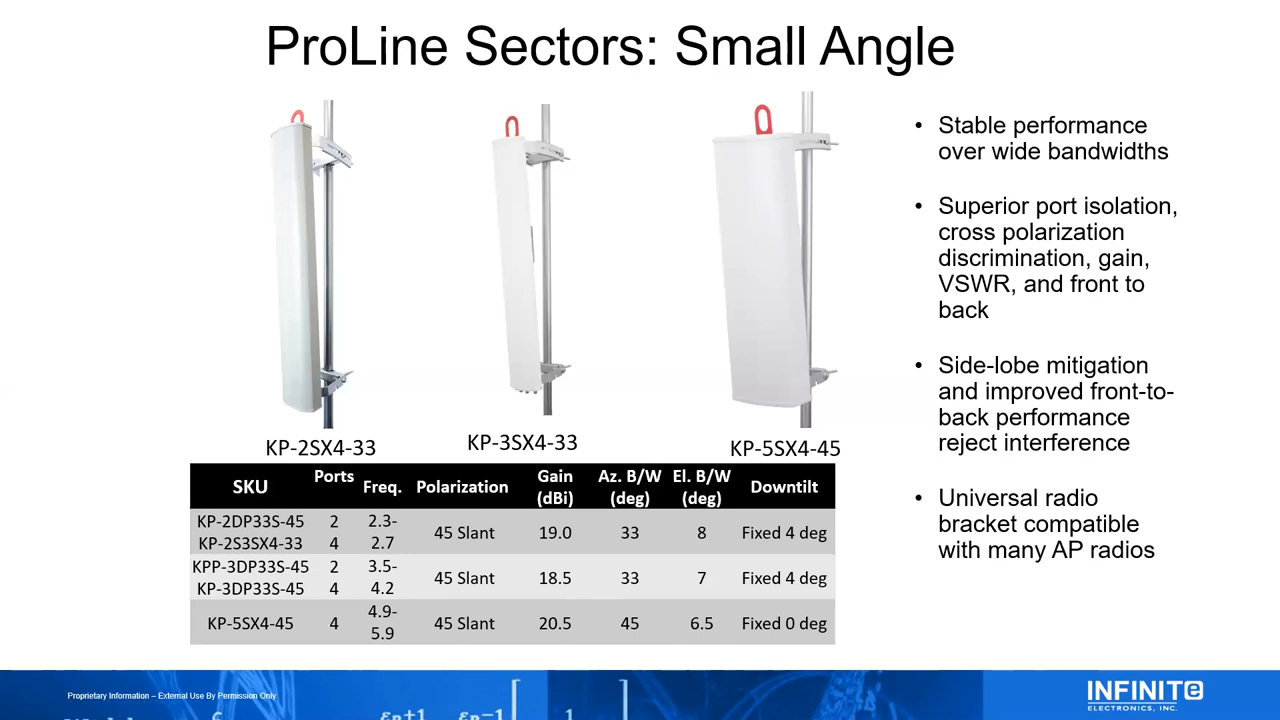 ProLine Sectors: Small Angle
KP-2SX4-33
KP-3SX4-33
KP-5SX4-45
SKU Ports Freq. Polarization Gain (dBi) Az. B/W (deg) El. B/W (deg) Downtilt
KP-2DP33S-45 2 2.3-
KP-2S3SX4-33 4 2.7 45 Slant 19.0 33 8 Fixed 4 deg
KPP-3DP33S-45 2 3.5-
KP-3DP33S-45 4 4.2 45 Slant 18.5 33 7 Fixed 4 deg
KP-5SX4-45 4 4.9-5.9 45 Slant 20.5 45 6.5 Fixed 0 deg
• Stable performance
over wide bandwidths
• Superior port isolation,
cross polarization
discrimination, gain,
VSWR, and front to
back
• Side-lobe mitigation
and improved front-to-
back performance
reject interference
• Universal radio
bracket compatible
with many AP radios
Proprietary Information – External Use By Permission Only
INFINITe
ELECTRONICS, INC.